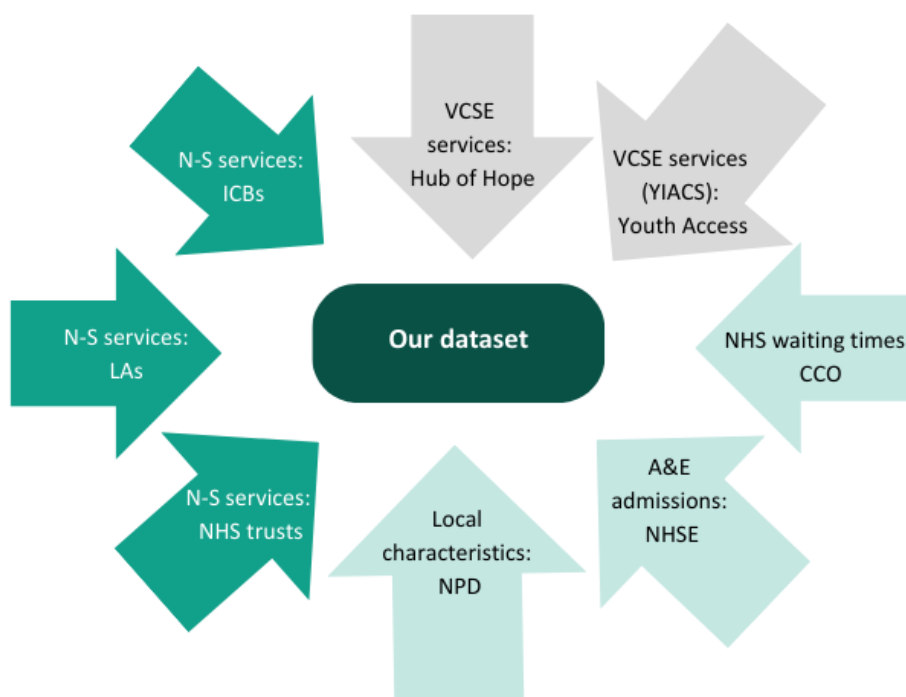 VCSE
services:
Hub of Hope
VCSE services
(YIACS):
Youth Access
N-S services:
ICBs
N-S services:
LAs
Our dataset
NHS waiting times:
CCO
N-S services:
NHS trusts
Local
characteristics:
NPD
A&E
admissions:
NHSE